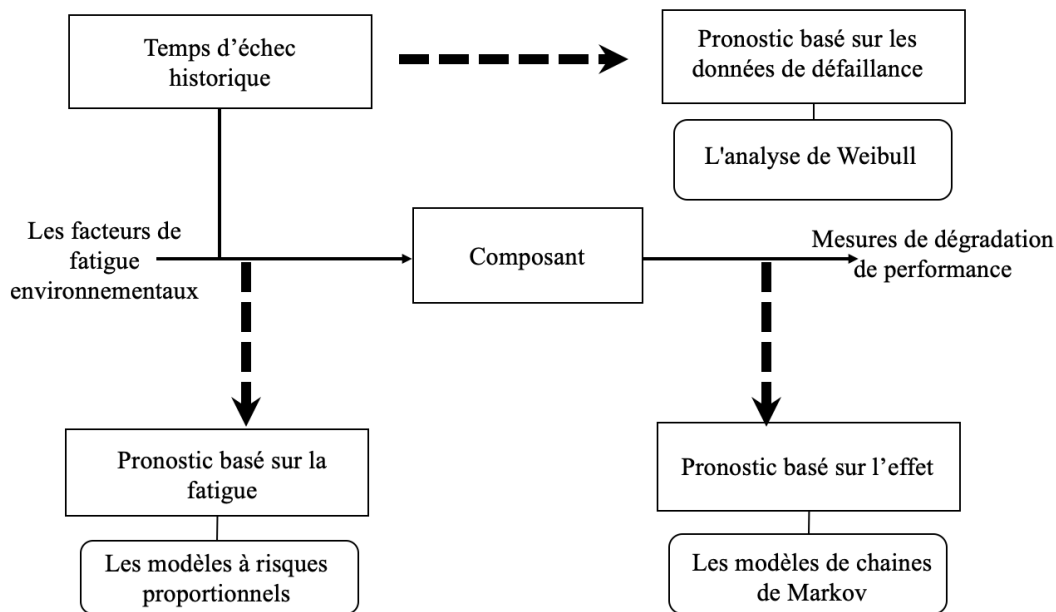 Temps d’échec
historique
Pronostic basé sur les
données de défaillance
L'analyse de Weibull
Les facteurs de
fatigue
environnementaux
Composant
Mesures de dégradation
de performance
Pronostic basé sur la
fatigue
Les modèles à risques
proportionnels
Pronostic basé sur l’effet
Les modèles de chaines
de Markov